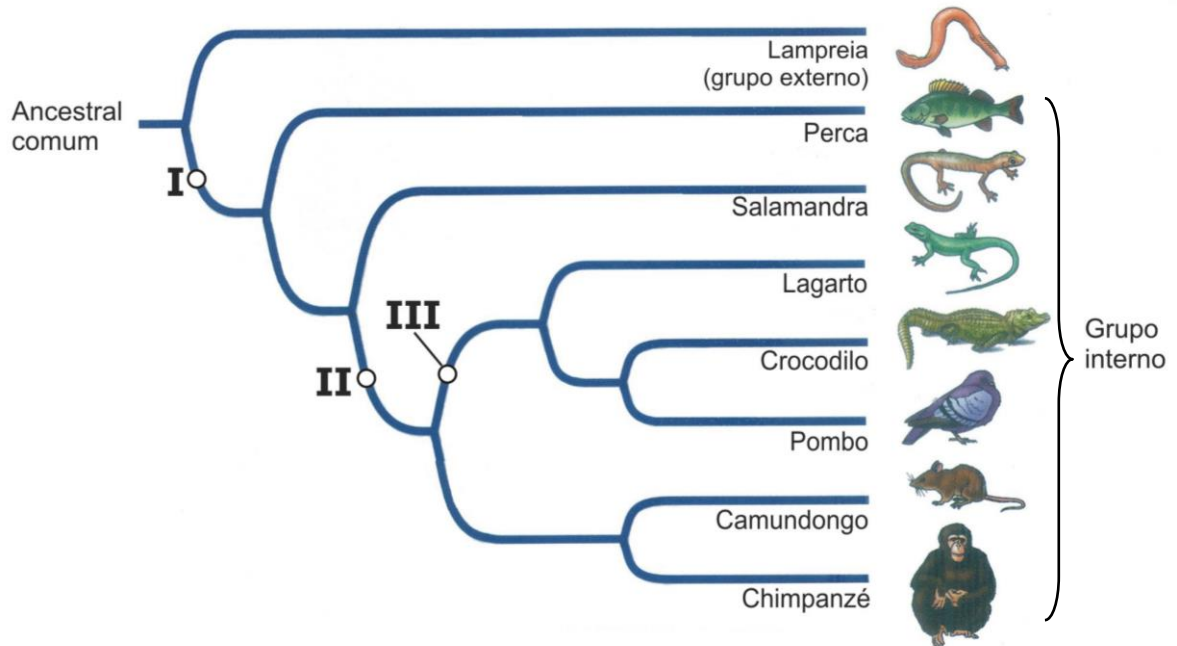 Ancestral
comum
Lampreia
(grupo externo)
Perca
I
Salamandra
Lagarto
III
Crocodilo
II
Pombo
Camundongo
Chimpanzé
Grupo
interno